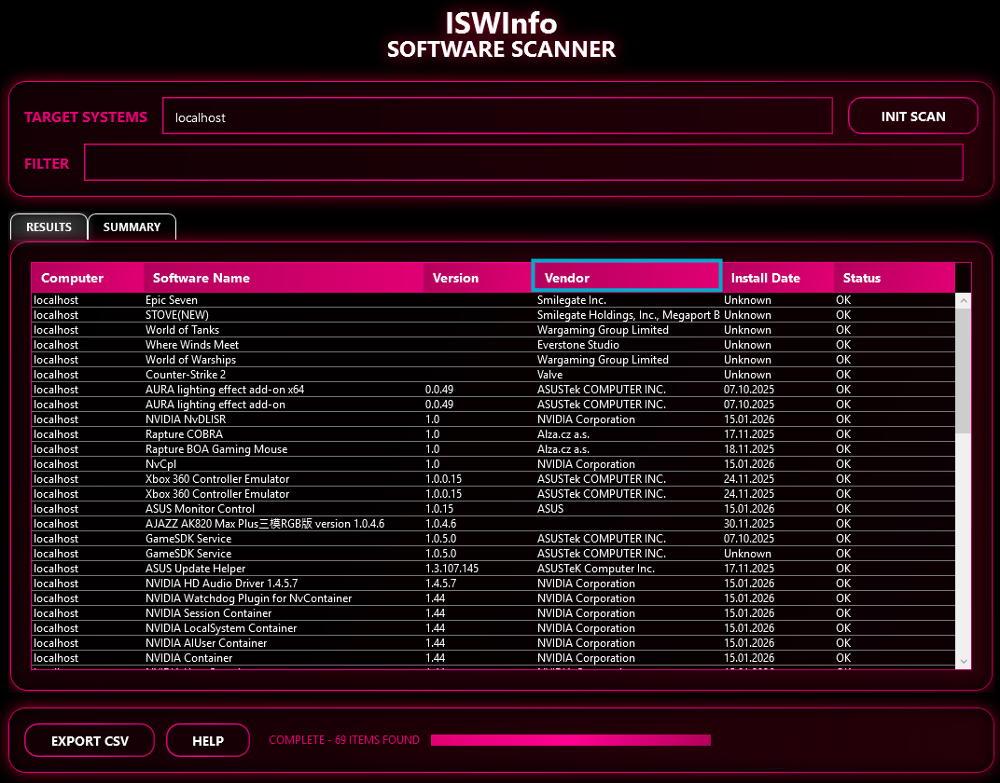 ISWInfo
SOFTWARE SCANNER
TARGET SYSTEMS localhost INIT SCAN
FILTER
RESULTS SUMMARY
Computer Software Name Version Vendor Install Date Status
localhost Epic Seven Smilegate Inc. Unknown OK
localhost STOVE(NEW) Smilegate Holdings, Inc., Megaport B Unknown OK
localhost World of Tanks Wargaming Group Limited Unknown OK
localhost Where Winds Meet Everstone Studio Unknown OK
localhost World of Warships Wargaming Group Limited Unknown OK
localhost Counter-Strike 2 Valve Unknown OK
localhost AURA lighting effect add-on x64 0.0.49 ASUSTek COMPUTER INC. 07.10.2025 OK
localhost AURA lighting effect add-on 0.0.49 ASUSTek COMPUTER INC. 07.10.2025 OK
localhost NVIDIA NvDLISR 1.0 NVIDIA Corporation 15.01.2026 OK
localhost Rapture COBRA 1.0 Alza.cz a.s. 17.11.2025 OK
localhost Rapture BOA Gaming Mouse 1.0 Alza.cz a.s. 18.11.2025 OK
localhost NvCpl 1.0 NVIDIA Corporation 15.01.2026 OK
localhost Xbox 360 Controller Emulator 1.0.0.15 ASUSTek COMPUTER INC. 24.11.2025 OK
localhost Xbox 360 Controller Emulator 1.0.0.15 ASUSTek COMPUTER INC. 24.11.2025 OK
localhost ASUS Monitor Control 1.0.15 ASUS 15.01.2026 OK
localhost AJAZZ AK820 Max Plus三模RGB版 version 1.0.4.6 1.0.4.6 30.11.2025 OK
localhost GameSDK Service 1.0.5.0 ASUSTek COMPUTER INC. 07.10.2025 OK
localhost GameSDK Service 1.0.5.0 ASUSTek COMPUTER INC. Unknown OK
localhost ASUS Update Helper 1.3.107.145 ASUSTeK Computer Inc. 17.11.2025 OK
localhost NVIDIA HD Audio Driver 1.4.5.7 1.4.5.7 NVIDIA Corporation 15.01.2026 OK
localhost NVIDIA Watchdog Plugin for NvContainer 1.44 NVIDIA Corporation 15.01.2026 OK
localhost NVIDIA Session Container 1.44 NVIDIA Corporation 15.01.2026 OK
localhost NVIDIA LocalSystem Container 1.44 NVIDIA Corporation 15.01.2026 OK
localhost NVIDIA AIUser Container 1.44 NVIDIA Corporation 15.01.2026 OK
localhost NVIDIA Container 1.44 NVIDIA Corporation 15.01.2026 OK
EXPORT CSV HELP COMPLETE - 69 ITEMS FOUND